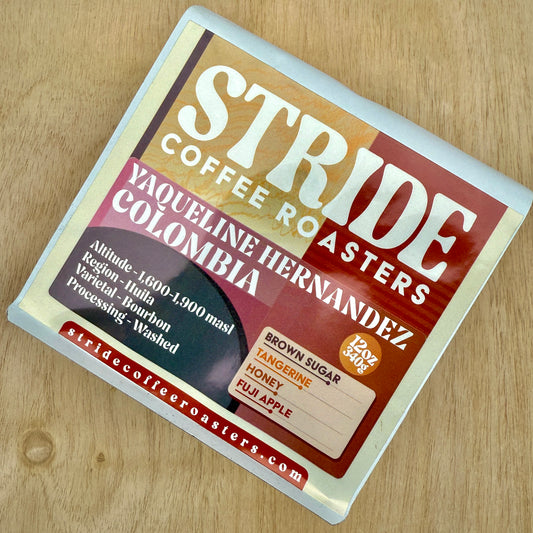 STRIDE
COFFEE ROASTERS
YAQUELINE HERNANDEZ
COLOMBIA
Altitude - 1,600-1,900 masl
Region - Huila
Varietal - Bourbon
Processing - Washed
12oz
340g
BROWN SUGAR
TANGERINE
HONEY
FUJI APPLE
stridecoffeeroasters.com